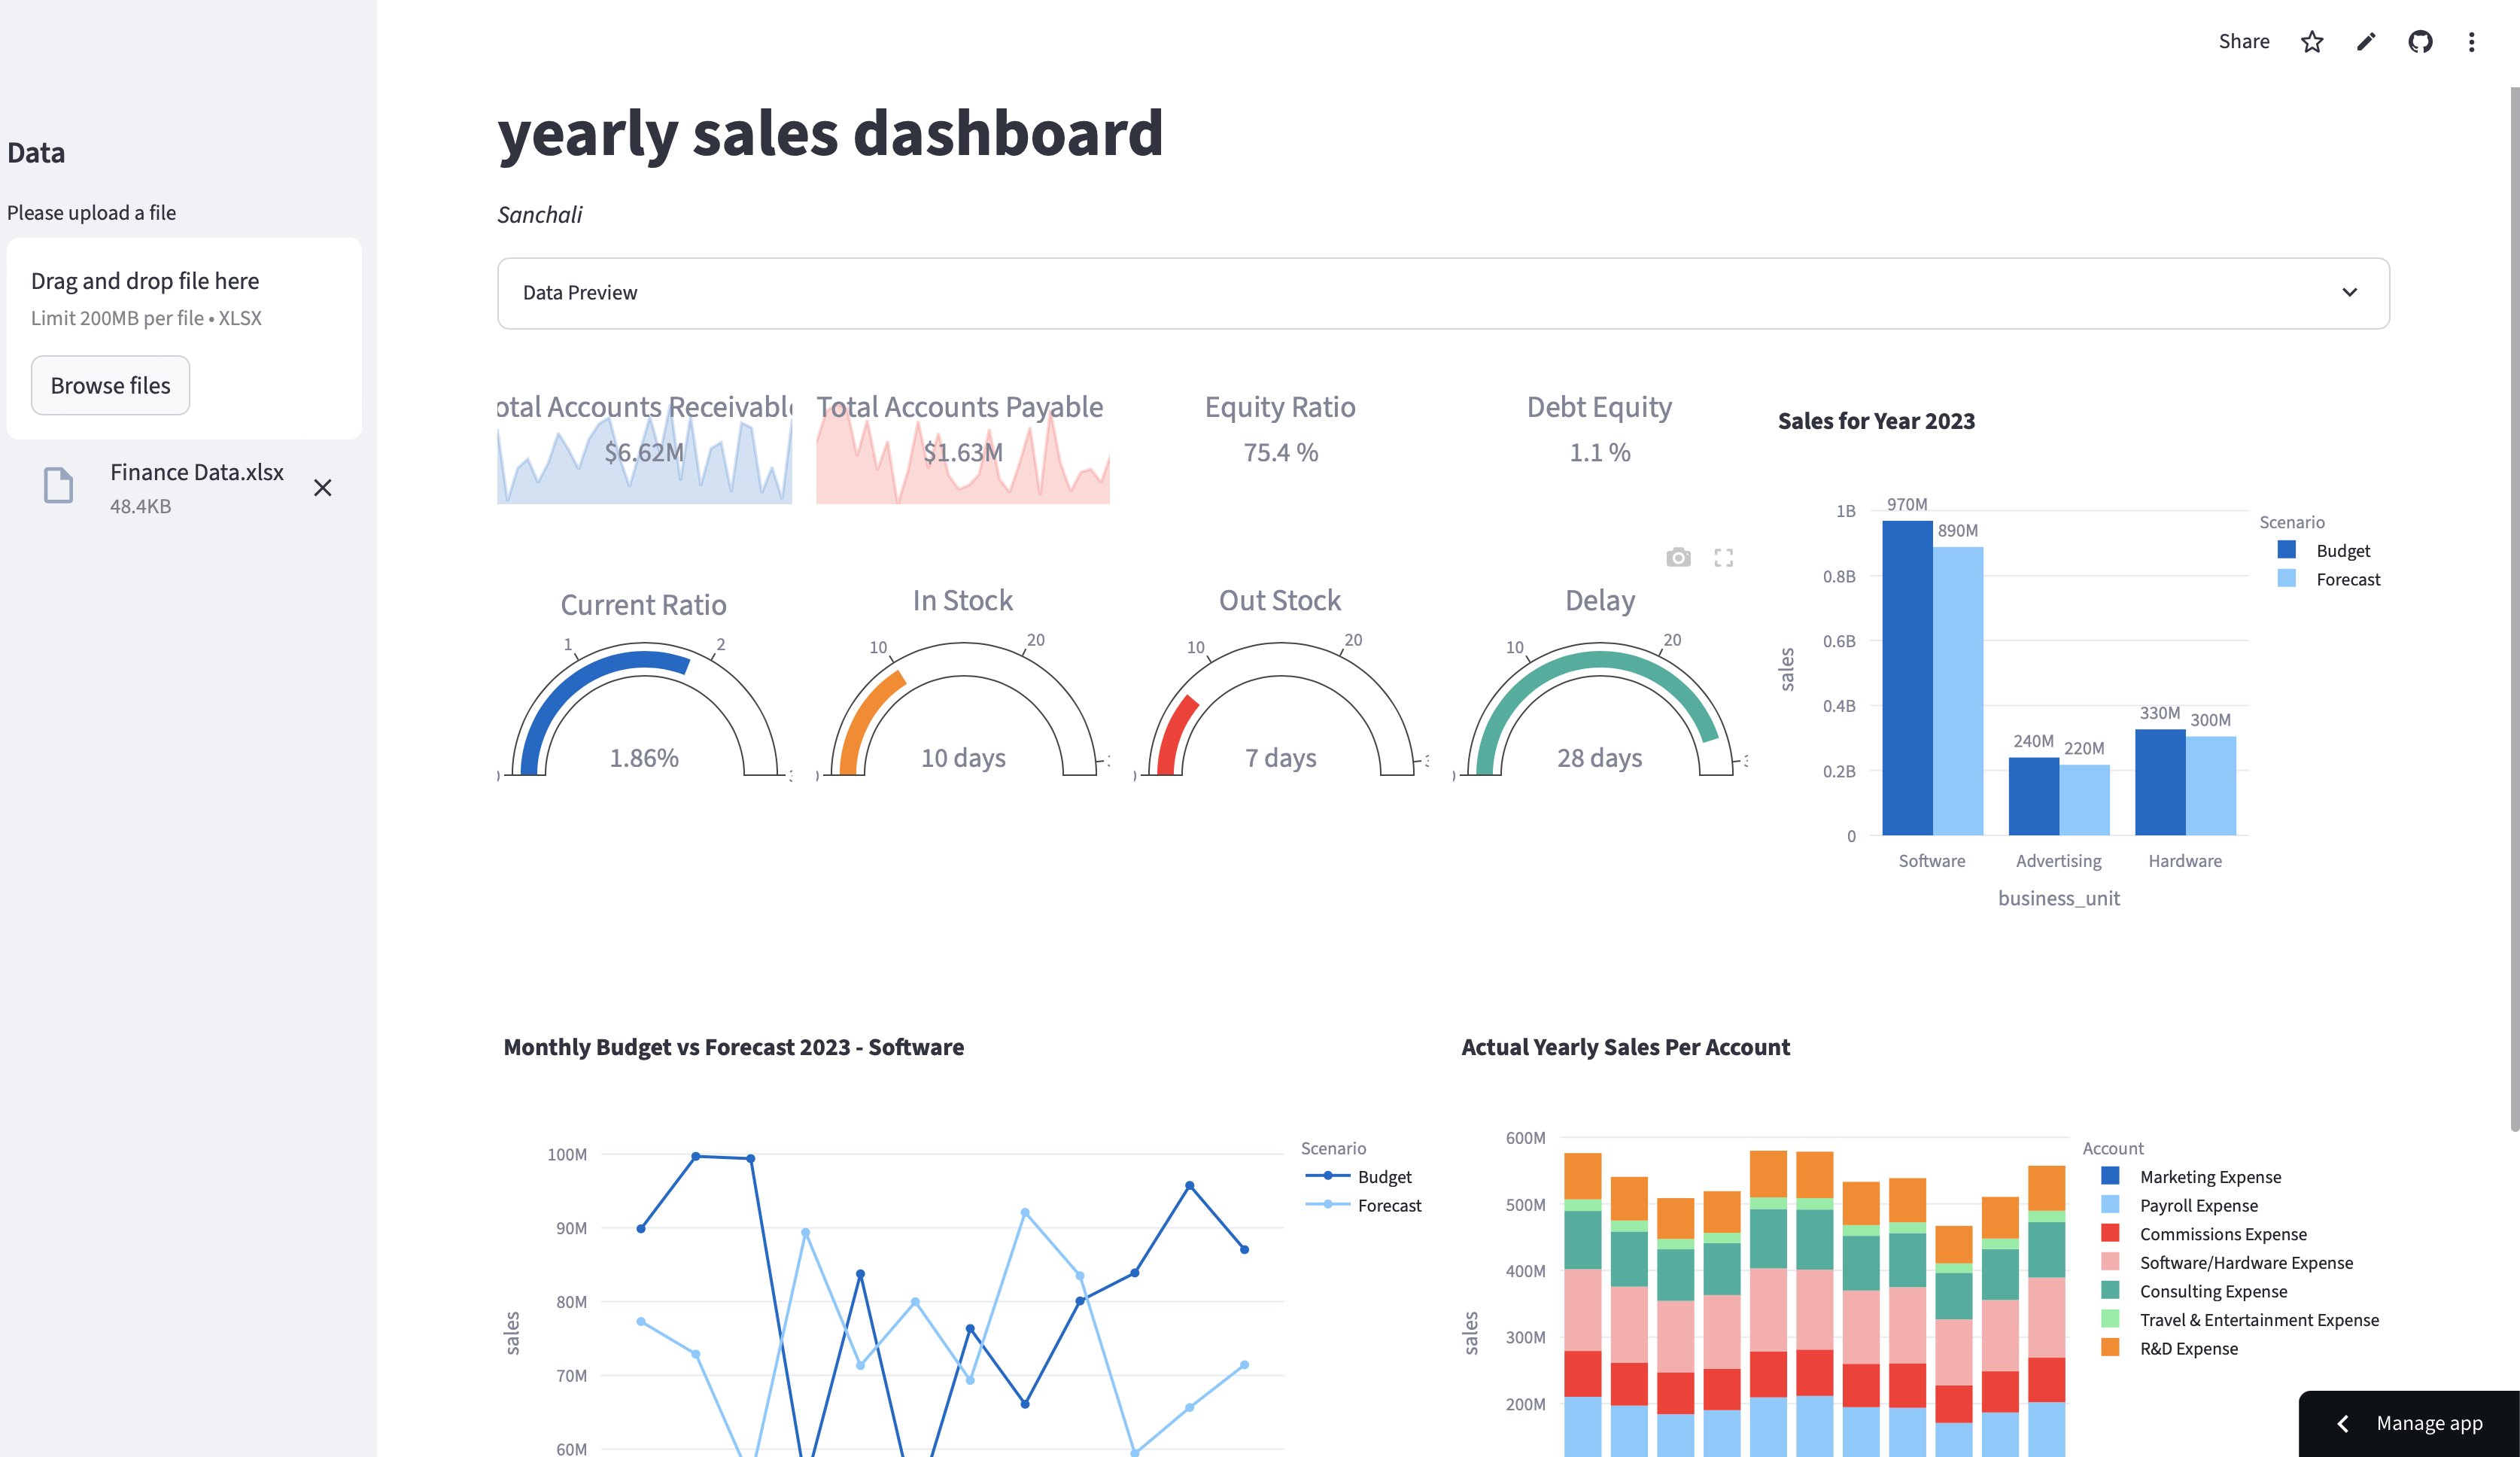 Share
Data
Please upload a file
Drag and drop file here
Limit 200MB per file • XLSX
Browse files
Finance Data.xlsx
48.4KB
yearly sales dashboard
Sanchali
Data Preview
otal Accounts Receivabl
$6.62M
Total Accounts Payable
$1.63M
Equity Ratio
75.4 %
Debt Equity
1.1 %
Current Ratio
1
2
1.86%
In Stock
10
20
10 days
Out Stock
10
20
7 days
Delay
10
20
28 days
Sales for Year 2023
1B
0.8B
0.6B
0.4B
0.2B
0
sales
970M
890M
240M
220M
330M
300M
Software
Advertising
Hardware
business_unit
Scenario
Budget
Forecast
Monthly Budget vs Forecast 2023 - Software
100M
90M
80M
70M
60M
sales
Scenario
Budget
Forecast
Actual Yearly Sales Per Account
600M
500M
400M
300M
200M
sales
Account
Marketing Expense
Payroll Expense
Commissions Expense
Software/Hardware Expense
Consulting Expense
Travel & Entertainment Expense
R&D Expense
Manage app